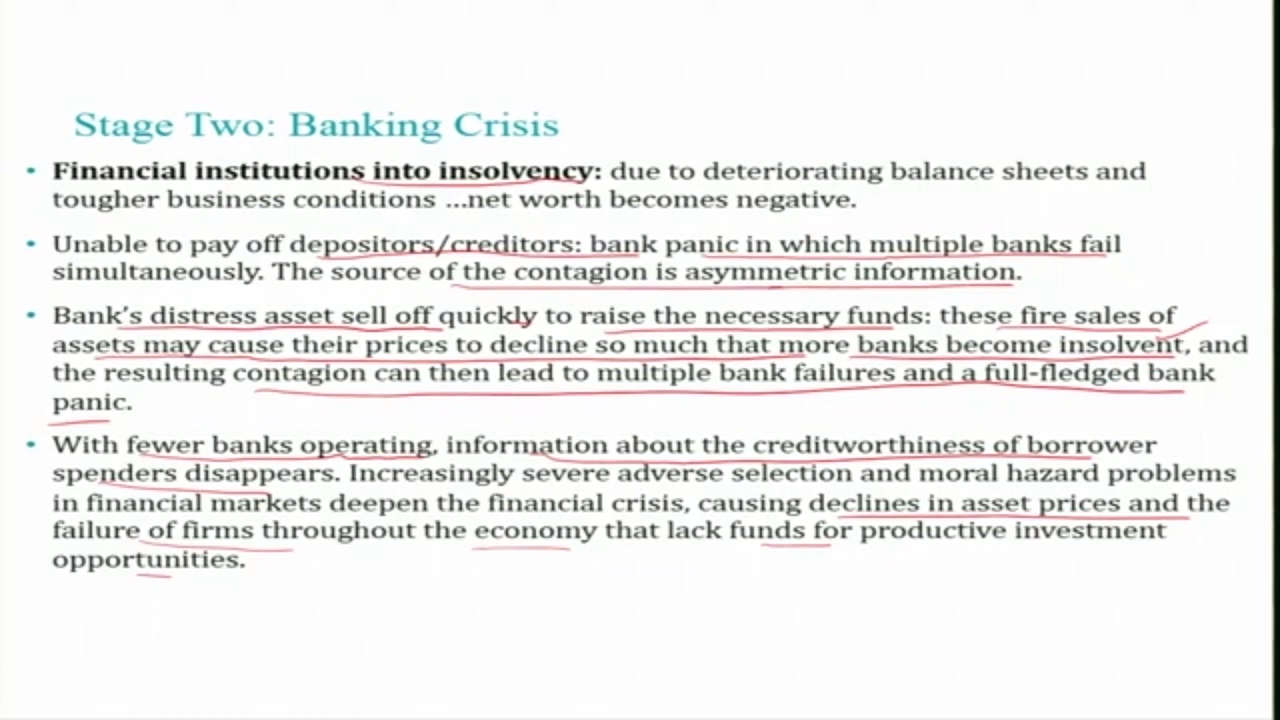 Stage Two: Banking Crisis
• Financial institutions into insolvency: due to deteriorating balance sheets and
tougher business conditions ...net worth becomes negative.
• Unable to pay off depositors/creditors: bank panic in which multiple banks fail
simultaneously. The source of the contagion is asymmetric information.
• Bank's distress asset sell off quickly to raise the necessary funds: these fire sales of
assets may cause their prices to decline so much that more banks become insolvent, and
the resulting contagion can then lead to multiple bank failures and a full-fledged bank
panic.
• With fewer banks operating, information about the creditworthiness of borrower
spenders disappears. Increasingly severe adverse selection and moral hazard problems
in financial markets deepen the financial crisis, causing declines in asset prices and the
failure of firms throughout the economy that lack funds for productive investment
opportunities.